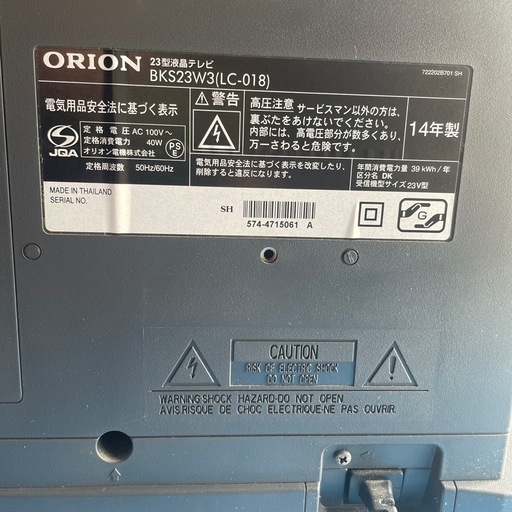 ORION 23型液晶テレビ
BKS23W3(LC-018)
722202B701 SH
電気用品安全法に基づく表示
JQA
定格電圧 AC 100V~
定格消費電力 40W
オリオン電機株式会社
PSE
定格周波数 50Hz/60Hz
警告
高圧注意 サービスマン以外の方は、
裏ぶたをあけないでください。
内部には、高電圧部分が数多くあり、
万一さわると危険です。
14年製
電気用品安全法に基づく表示を改変したり、
削除すると違反になります。
年間消費電力量 39 kWh/年
区分名 DK
受信機型サイズ 23V型
MADE IN THAILAND
SERIAL NO.
SH
574-4715061 A
G
CAUTION
RISK OF ELECTRIC SHOCK
DO NOT OPEN
WARNING:SHOCK HAZARD-DO NOT OPEN.
AVIS:RISQUE DE CHOC ELECTRIQUE-NE PAS OUVRIR.